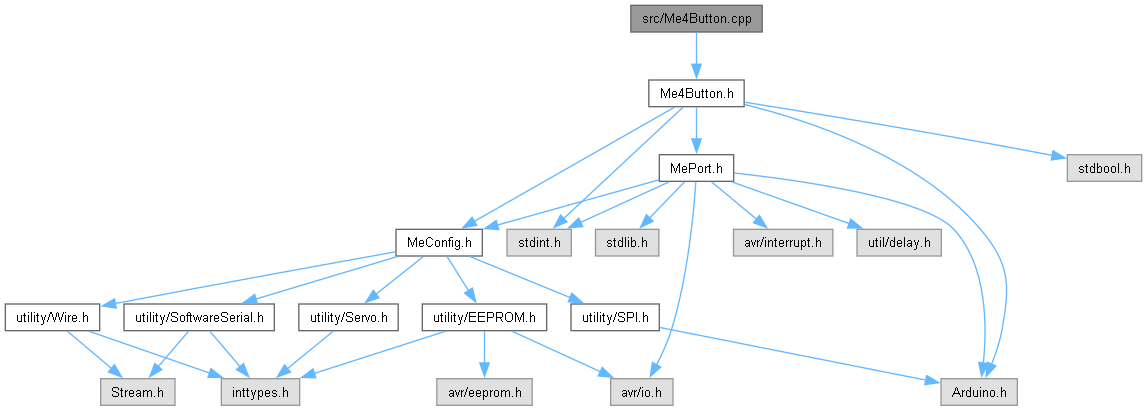 src/Me4Button.cpp
Me4Button.h
MePort.h
stdbool.h
MeConfig.h
stdint.h
stdlib.h
avr/interrupt.h
util/delay.h
utility/Wire.h
utility/SoftwareSerial.h
utility/Servo.h
utility/EEPROM.h
utility/SPI.h
Stream.h
inttypes.h
avr/eeprom.h
avr/io.h
Arduino.h